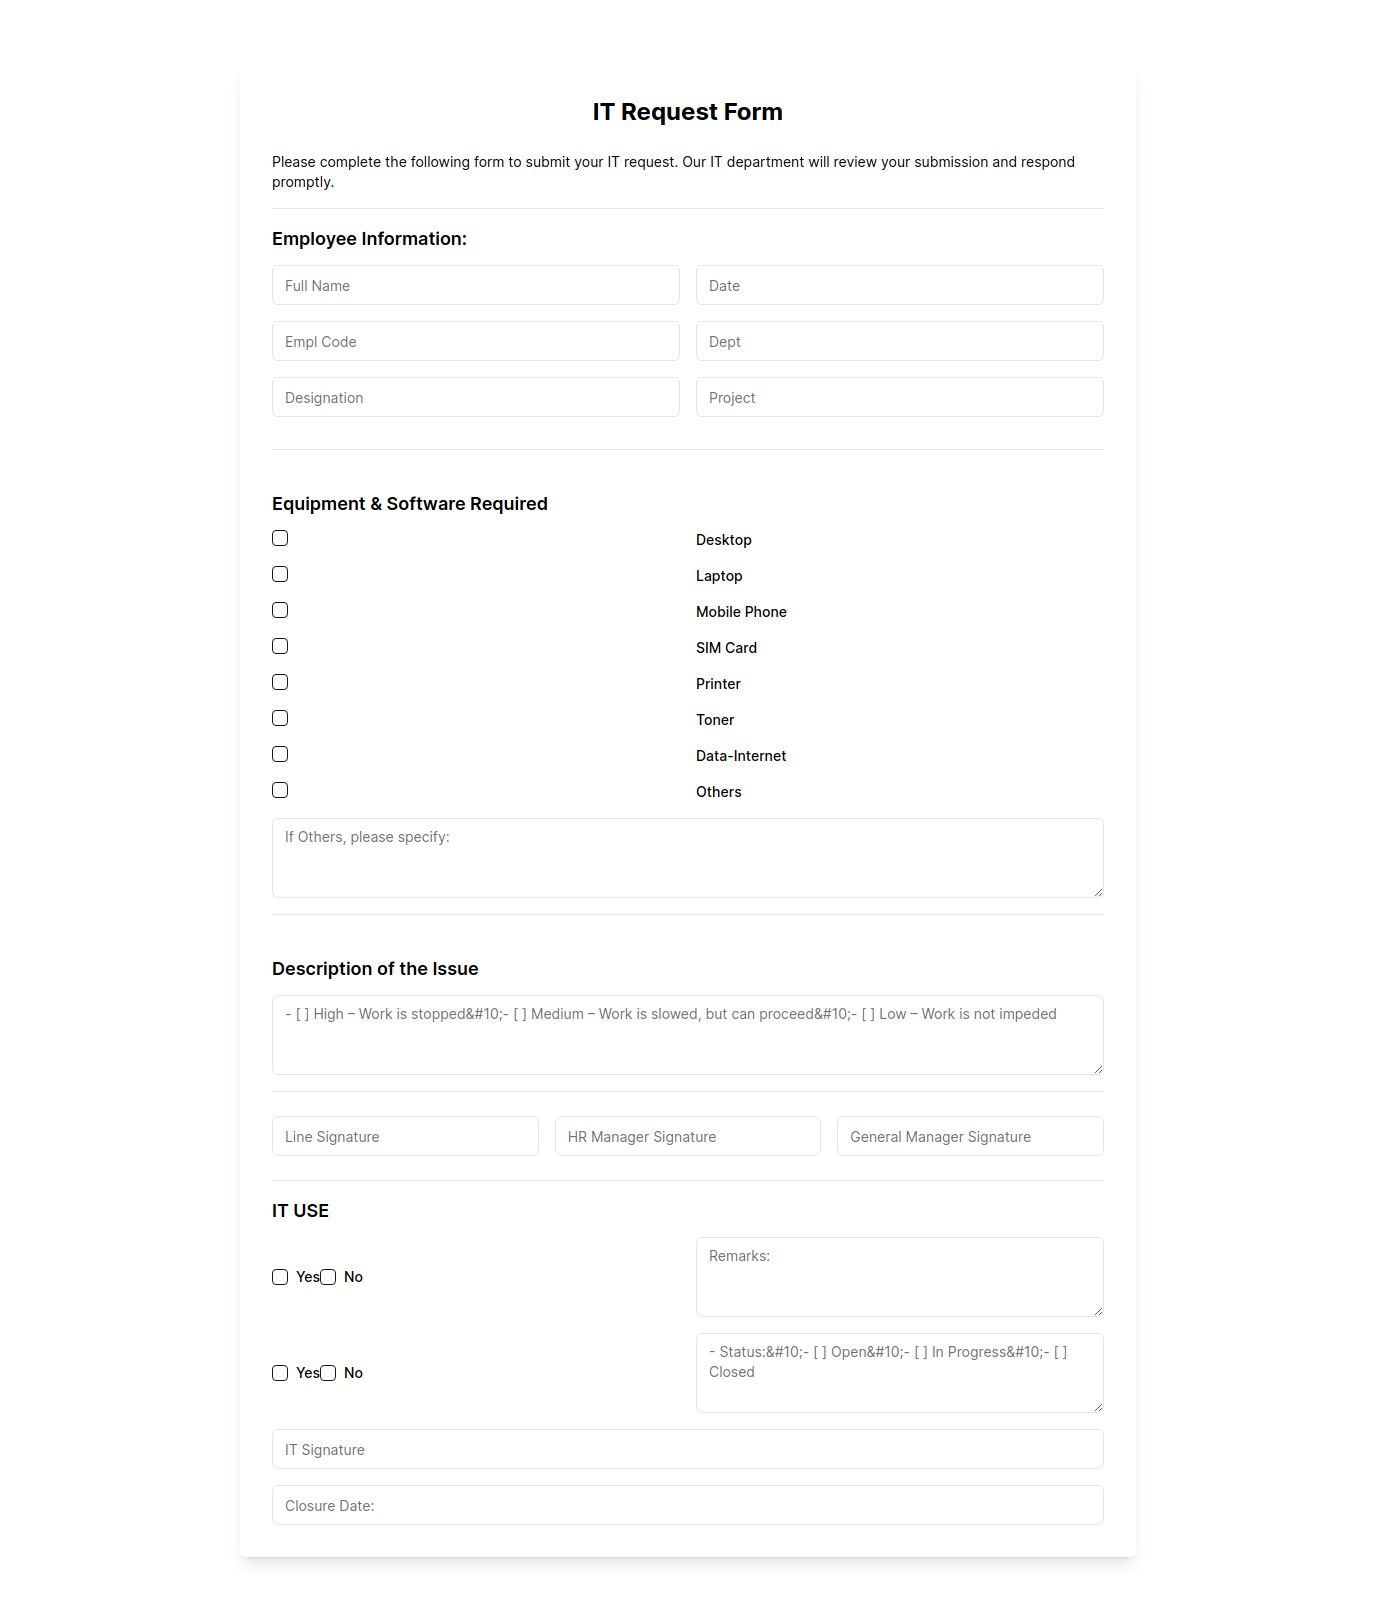 IT Request Form
Please complete the following form to submit your IT request. Our IT department will review your submission and respond
promptly.
Employee Information:
Full Name
Date
Empl Code
Dept
Designation
Project
Equipment & Software Required
Desktop
Laptop
Mobile Phone
SIM Card
Printer
Toner
Data-Internet
Others
If Others, please specify:
Description of the Issue
- [ ] High – Work is stopped&#10;- [ ] Medium – Work is slowed, but can proceed&#10;- [ ] Low – Work is not impeded
Line Signature
HR Manager Signature
General Manager Signature
IT USE
Yes No
Remarks:
Yes No
- Status:&#10;- [ ] Open&#10;- [ ] In Progress&#10;- [ ]
Closed
IT Signature
Closure Date: